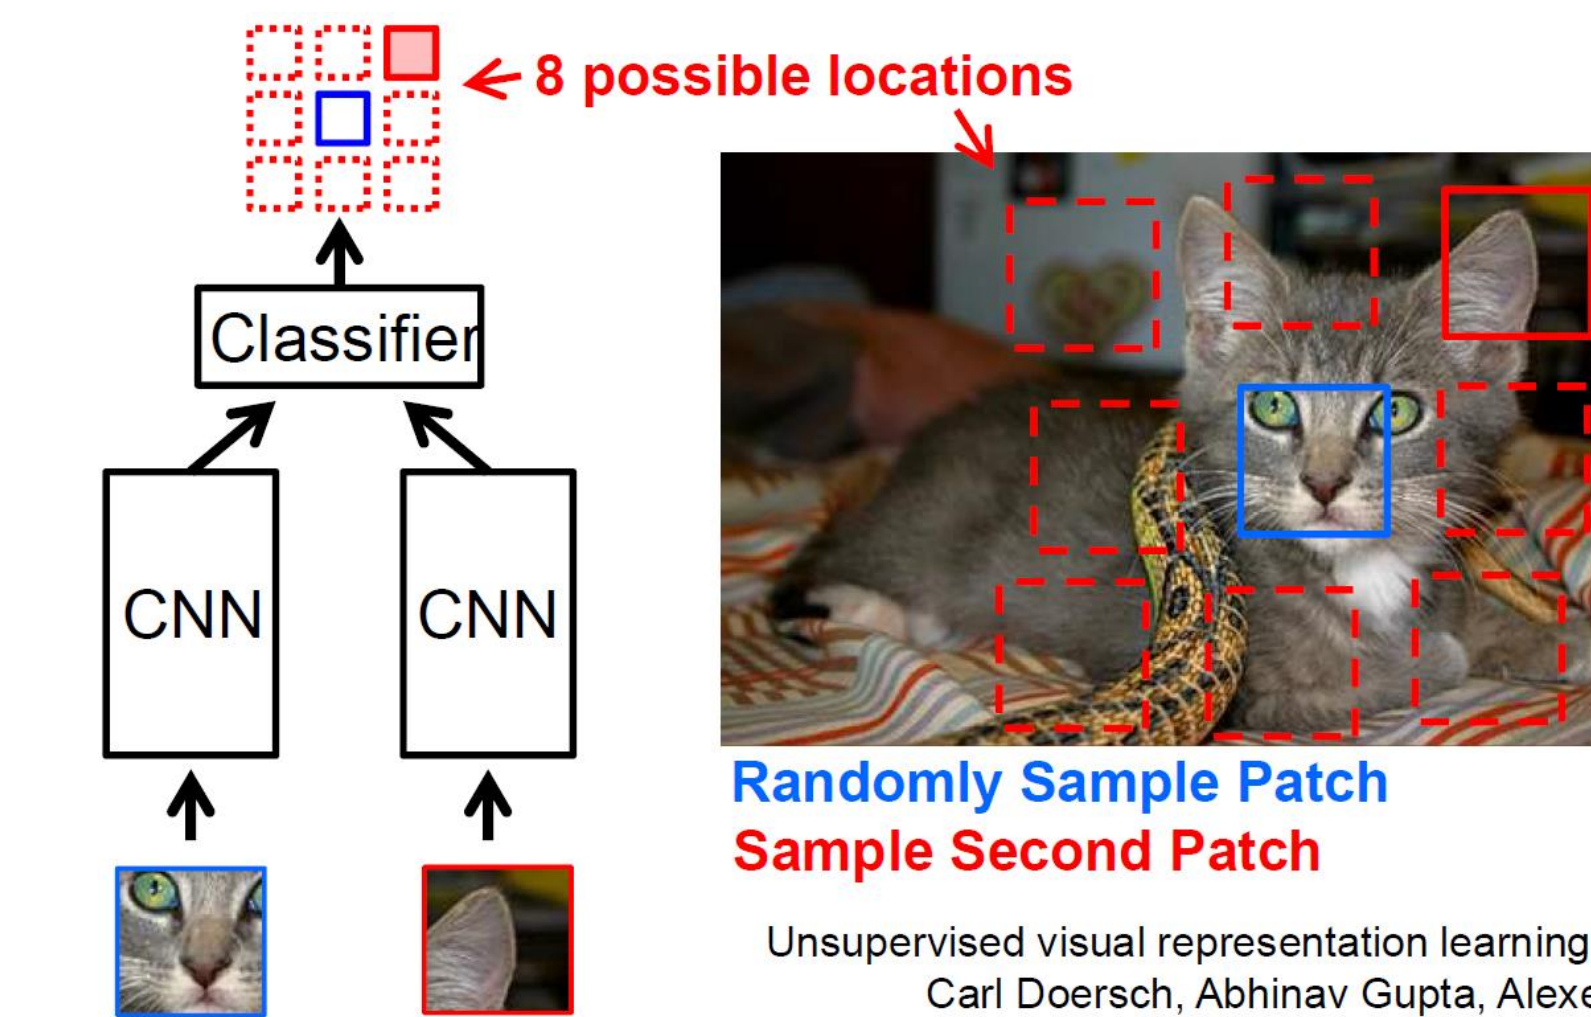 8 possible locations
Classifier
CNN
CNN
Randomly Sample Patch
Sample Second Patch
Unsupervised visual representation learning
Carl Doersch, Abhinav Gupta, Alexe